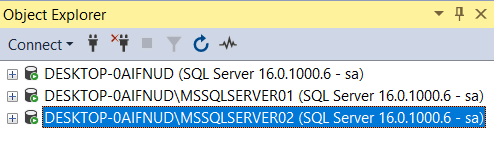 Object Explorer
Connect
DESKTOP-0AIFNUD (SQL Server 16.0.1000.6 - sa)
DESKTOP-0AIFNUD\MSSQLSERVER01 (SQL Server 16.0.1000.6 - sa)
DESKTOP-0AIFNUD\MSSQLSERVER02 (SQL Server 16.0.1000.6 - sa)